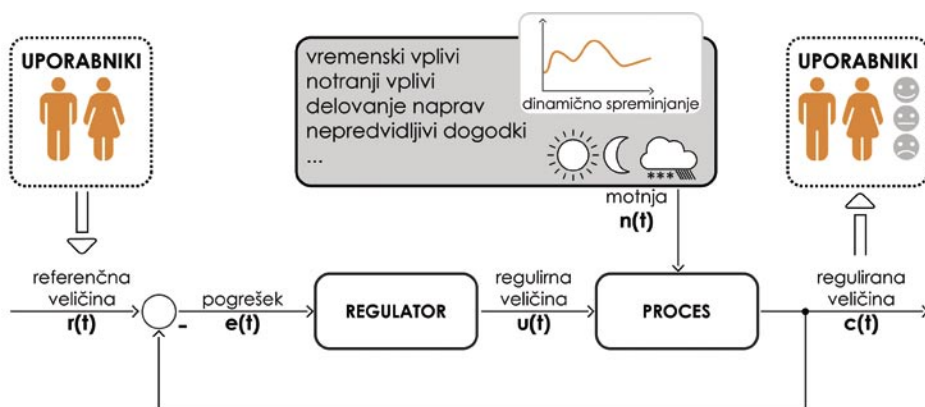 UPORABNIKI
vremenski vplivi
notranji vplivi
delovanje naprav
nepredvidljivi dogodki
...
dinamično spreminjanje
UPORABNIKI
motnja
n(t)
referenčna
veličina
r(t)
-
pogrešek
e(t)
REGULATOR
regulirna
veličina
u(t)
PROCES
regulirana
veličina
c(t)